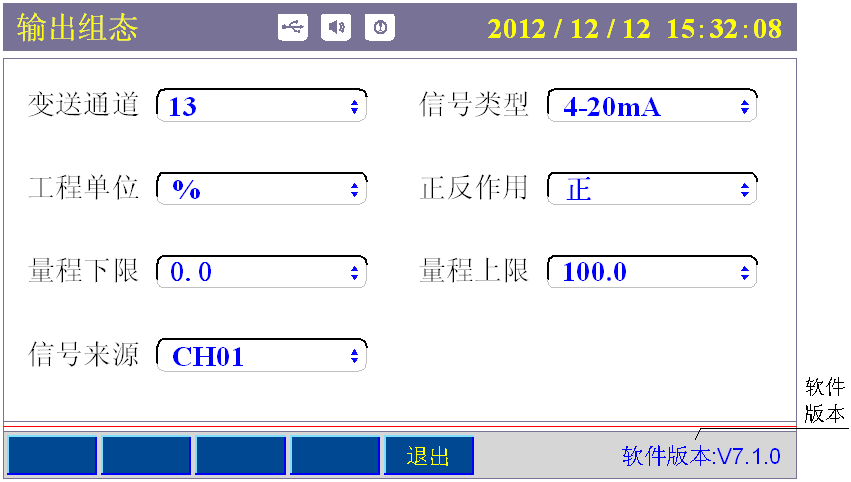 输出组态 2012 / 12 / 12 15:32:08
变送通道 13 信号类型 4-20mA
工程单位 % 正反作用 正
量程下限 0.0 量程上限 100.0
信号来源 CH01
软件
版本
退出 软件版本:V7.1.0